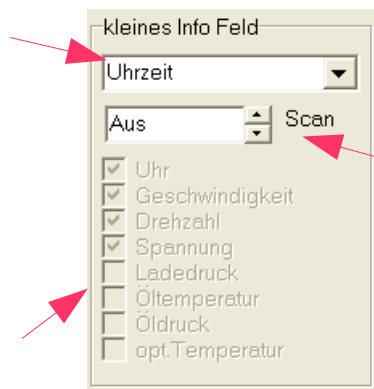 kleines Info Feld
Uhrzeit
Aus Scan
Uhr
Geschwindigkeit
Drehzahl
Spannung
Ladedruck
Öltemperatur
Öldruck
opt.Temperatur